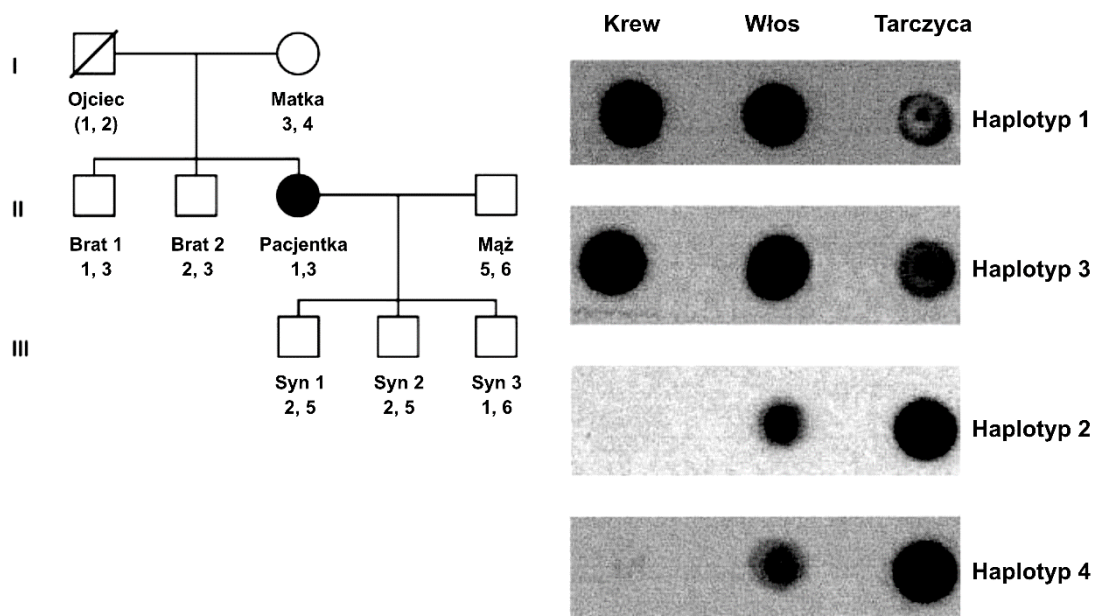 I
Ojciec
(1, 2)
Matka
3, 4
II
Brat 1
1, 3
Brat 2
2, 3
Pacjentka
1,3
Mąż
5, 6
III
Syn 1
2, 5
Syn 2
2, 5
Syn 3
1, 6
Krew Włos Tarczyca
Haplotyp 1
Haplotyp 3
Haplotyp 2
Haplotyp 4